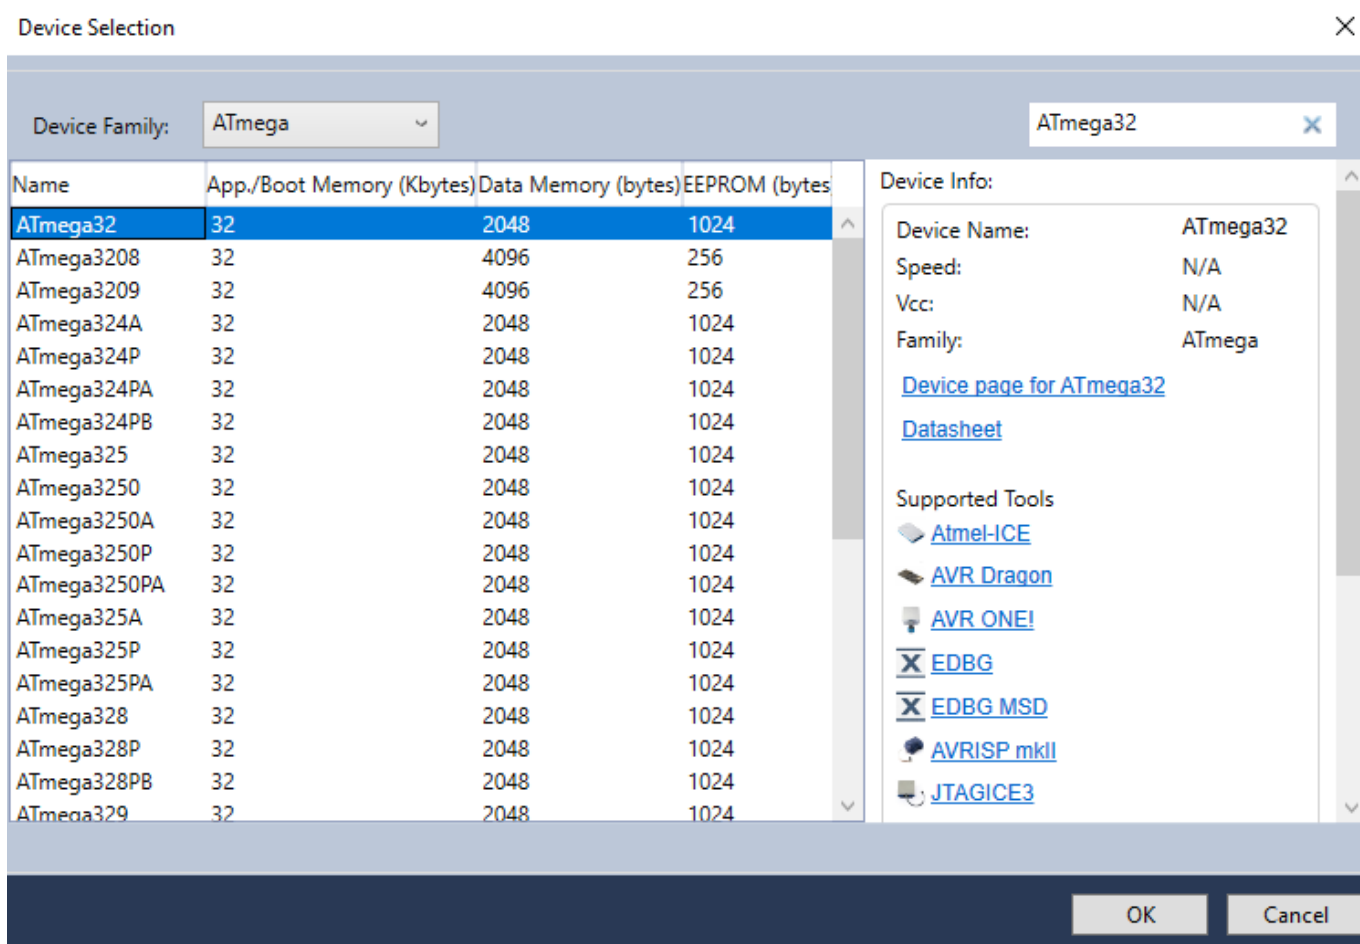 Device Selection
Device Family: ATmega ATmega32
Name App./Boot Memory (Kbytes) Data Memory (bytes) EEPROM (bytes
ATmega32 32 2048 1024
ATmega3208 32 4096 256
ATmega3209 32 4096 256
ATmega324A 32 2048 1024
ATmega324P 32 2048 1024
ATmega324PA 32 2048 1024
ATmega324PB 32 2048 1024
ATmega325 32 2048 1024
ATmega3250 32 2048 1024
ATmega3250A 32 2048 1024
ATmega3250P 32 2048 1024
ATmega3250PA 32 2048 1024
ATmega325A 32 2048 1024
ATmega325P 32 2048 1024
ATmega325PA 32 2048 1024
ATmega328 32 2048 1024
ATmega328P 32 2048 1024
ATmega328PB 32 2048 1024
ATmega329 32 2048 1024
Device Info:
Device Name: ATmega32
Speed: N/A
Vcc: N/A
Family: ATmega
Device page for ATmega32
Datasheet
Supported Tools
Atmel-ICE
AVR Dragon
AVR ONE!
EDBG
EDBG MSD
AVRISP mkII
JTAGICE3
OK Cancel